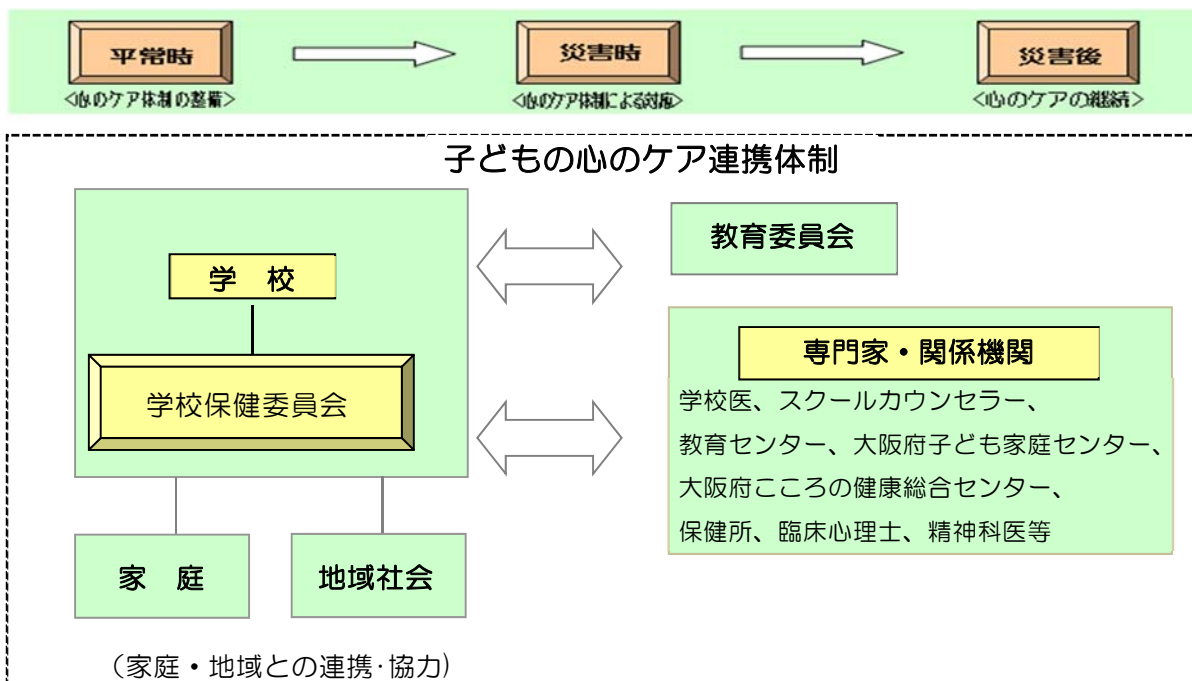 平常時
災害時
災害後
<心のケア体制の整備>
<心のケア体制による対応>
<心のケアの継続>
子どもの心のケア連携体制
学　校
学校保健委員会
教育委員会
専門家・関係機関
学校医、スクールカウンセラー、
教育センター、大阪府子ども家庭センター、
大阪府こころの健康総合センター、
保健所、臨床心理士、精神科医等
家　庭
地域社会
（家庭・地域との連携･協力)